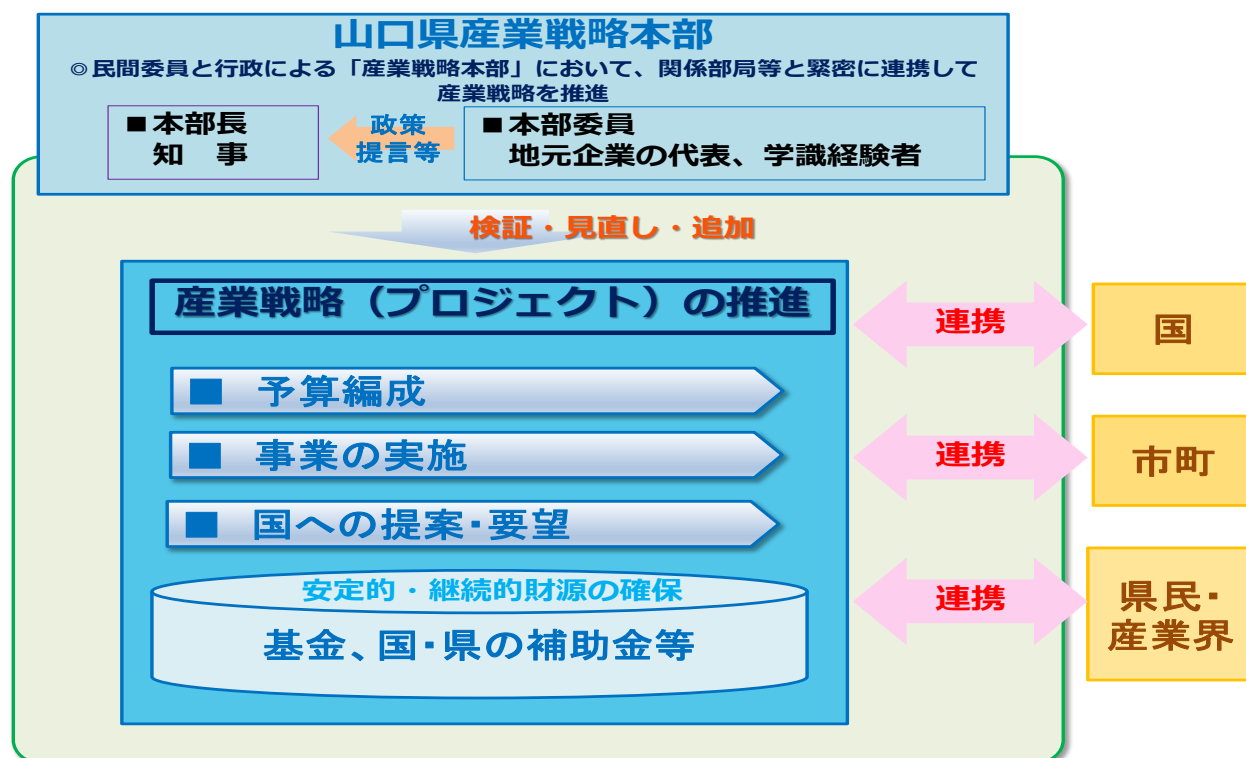 山口県産業戦略本部
◎民間委員と行政による「産業戦略本部」において、関係部局等と緊密に連携して
産業戦略を推進
■本部長
知　事
政策
提言等
■本部委員
地元企業の代表、学識経験者
検証・見直し・追加
産業戦略（プロジェクト）の推進
■ 予算編成
■ 事業の実施
■ 国への提案・要望
安定的・継続的財源の確保
基金、国・県の補助金等
連携
国
連携
市町
連携
県民・
産業界